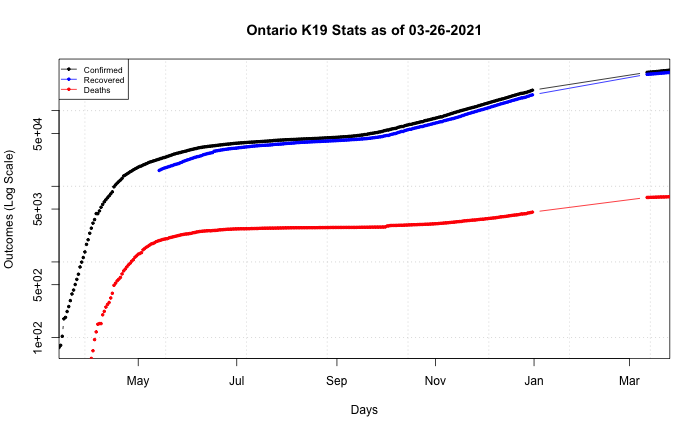 Ontario K19 Stats as of 03-26-2021
Confirmed
Recovered
Deaths
Outcomes (Log Scale)
5e+04
5e+03
5e+02
1e+02
May Jul Sep Nov Jan Mar
Days